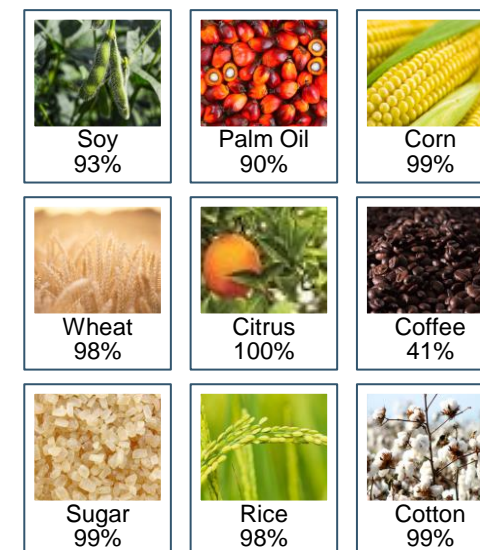 Soy
93%
Palm Oil
90%
Corn
99%
Wheat
98%
Citrus
100%
Coffee
41%
Sugar
99%
Rice
98%
Cotton
99%